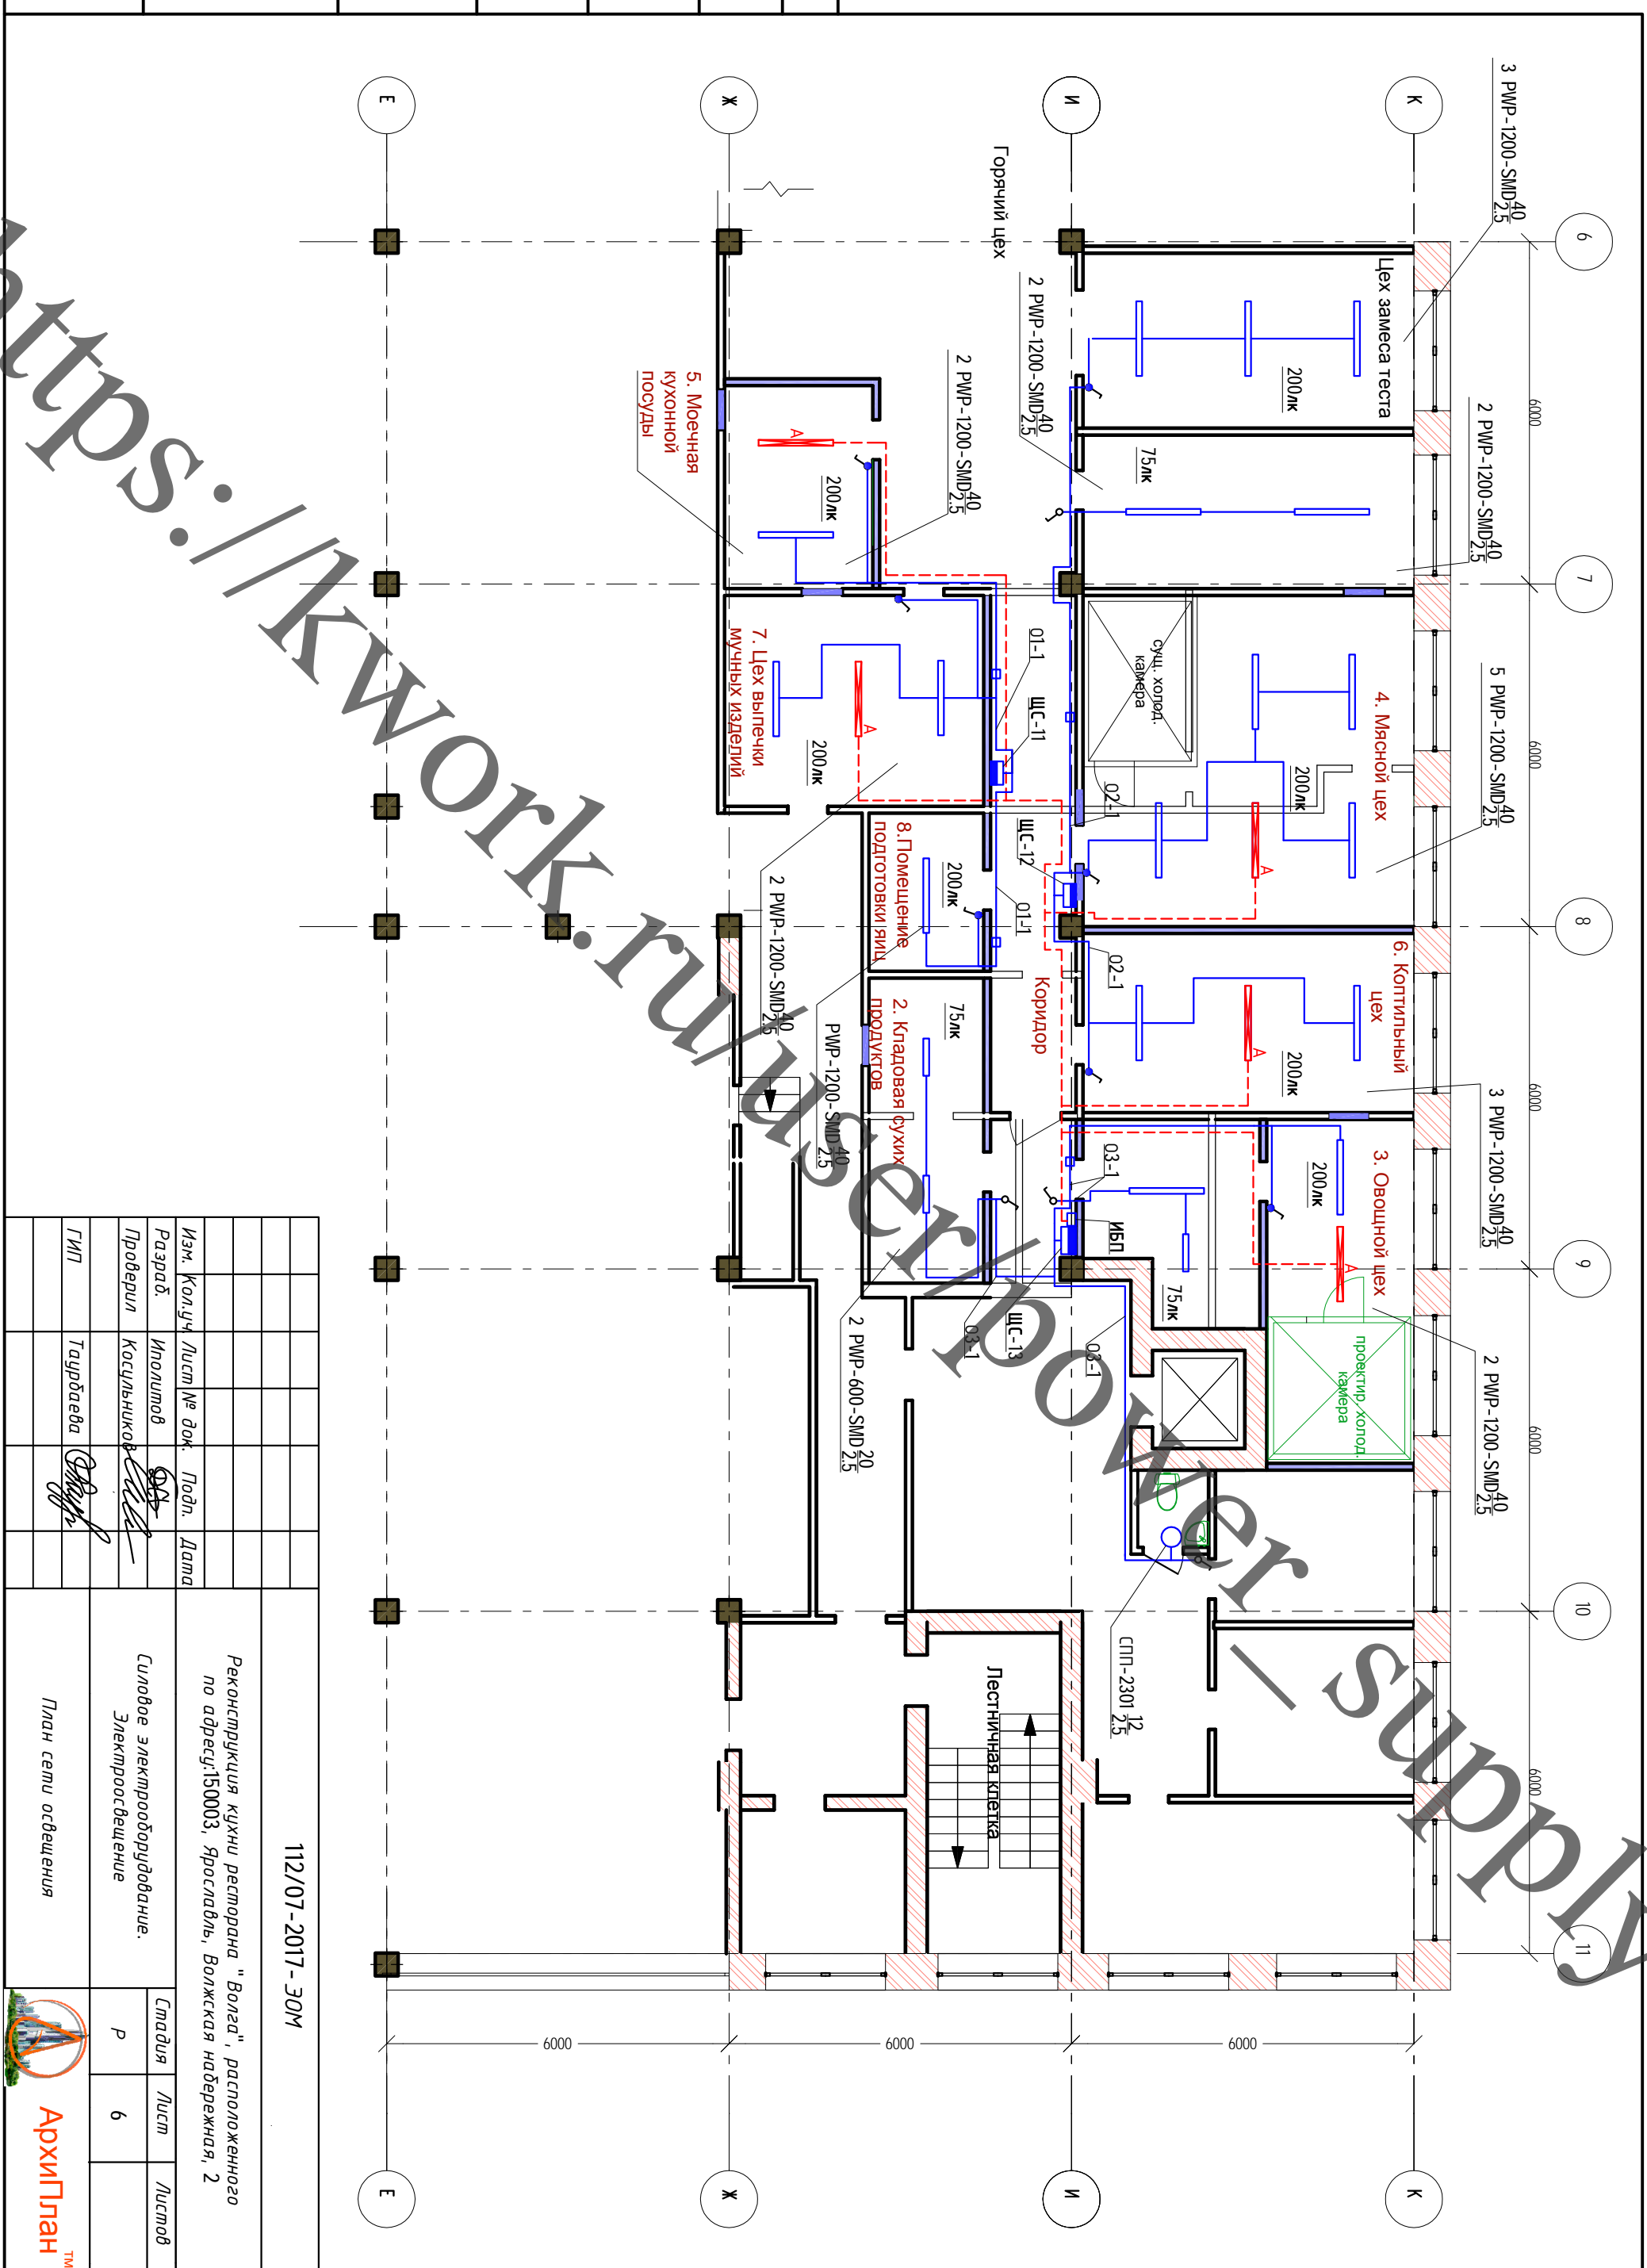 К
И
Ж
Е
6
7
8
9
10
11
6000
6000
6000
6000
6000
3 PWP-1200-SMD 40
2.5
2 PWP-1200-SMD 40
2.5
5 PWP-1200-SMD 40
2.5
3 PWP-1200-SMD 40
2.5
2 PWP-1200-SMD 40
2.5
Цех замеса теста
200лк
75лк
2 PWP-1200-SMD 40
2.5
Горячий цех
2 PWP-1200-SMD 40
2.5
4. Мясной цех
200лк
А
сущ. холод.
камера
02-1
6. Коптильный
цех
200лк
А
02-1
3. Овощной цех
200лк
А
проектир. холод.
камера
03-1
ИБП
75лк
03-1
01-1
ЩС-11
ЩС-12
01-1
Коридор
ЩС-13
03-1
СПП-2301 12
2.5
5. Моечная
кухонной
посуды
А
200лк
7. Цех выпечки
мучных изделий
А
200лк
8.Помещение
подготовки яиц
200лк
2. Кладовая сухих
продуктов
75лк
2 PWP-1200-SMD 40
2.5
PWP-1200-SMD 40
2.5
2 PWP-600-SMD 20
2.5
Лестничная клетка
6000
6000
6000
К
И
Ж
Е
https://kwork.ru/user/power_supply
112/07-2017- ЭОМ
Реконструкция кухни ресторана "Волга", расположенного
по адресу:150003, Ярославль, Волжская набережная, 2
Изм. Кол.уч. Лист № док. Подп. Дата
Разраб. Иполитов
Проверил Косульников
ГИП Таурбаева
Силовое электрооборудование.
Электроосвещение
Стадия Лист Листов
Р 6
План сети освещения
АрхиПлан ТМ